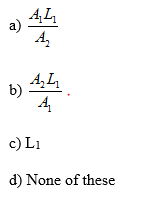 a) A₁L₁/A₂
b) A₂L₁/A₁ .
c) L1
d) None of these